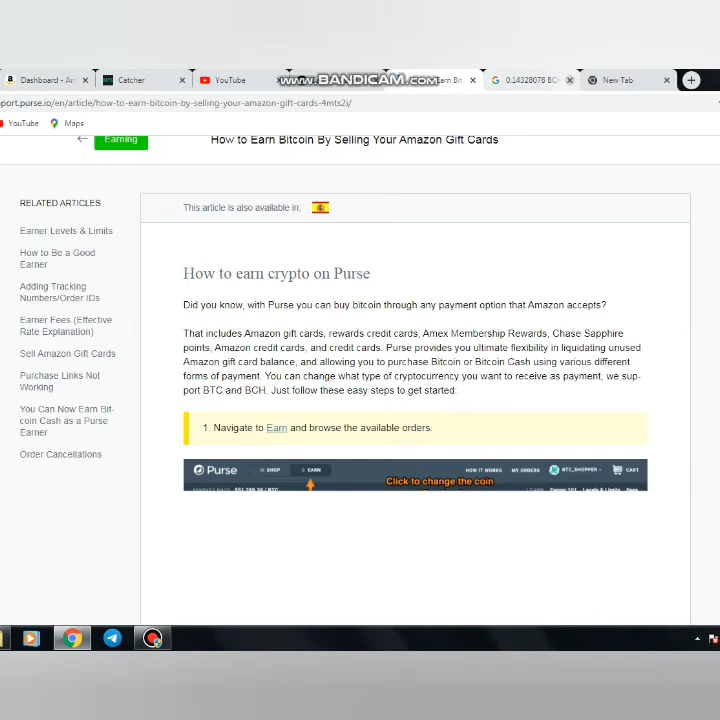 Dashboard - Am
Catcher
YouTube
www.BANDICAM.com
Earn Bit
0.14328078 BCH
New Tab
port.purse.io/en/article/how-to-earn-bitcoin-by-selling-your-amazon-gift-cards-4mts2i/
YouTube
Maps
Earning
How to Earn Bitcoin By Selling Your Amazon Gift Cards
RELATED ARTICLES
Earner Levels & Limits
How to Be a Good
Earner
Adding Tracking
Numbers/Order IDs
Earner Fees (Effective
Rate Explanation)
Sell Amazon Gift Cards
Purchase Links Not
Working
You Can Now Earn Bit-
coin Cash as a Purse
Earner
Order Cancellations
This article is also available in:
How to earn crypto on Purse
Did you know, with Purse you can buy bitcoin through any payment option that Amazon accepts?
That includes Amazon gift cards, rewards credit cards, Amex Membership Rewards, Chase Sapphire
points, Amazon credit cards, and credit cards. Purse provides you ultimate flexibility in liquidating unused
Amazon gift card balance, and allowing you to purchase Bitcoin or Bitcoin Cash using various different
forms of payment. You can change what type of cryptocurrency you want to receive as payment, we sup-
port BTC and BCH. Just follow these easy steps to get started:
1. Navigate to Earn and browse the available orders.
Purse
SHOP
EARN
HOW IT WORKS
MY ORDERS
BTC_SHOPPER
CART
Click to change the coin